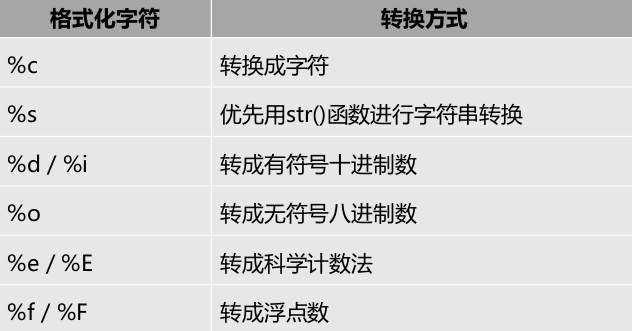 格式化字符 转换方式
%c 转换成字符
%s 优先用str()函数进行字符串转换
%d / %i 转成有符号十进制数
%o 转成无符号八进制数
%e / %E 转成科学计数法
%f / %F 转成浮点数